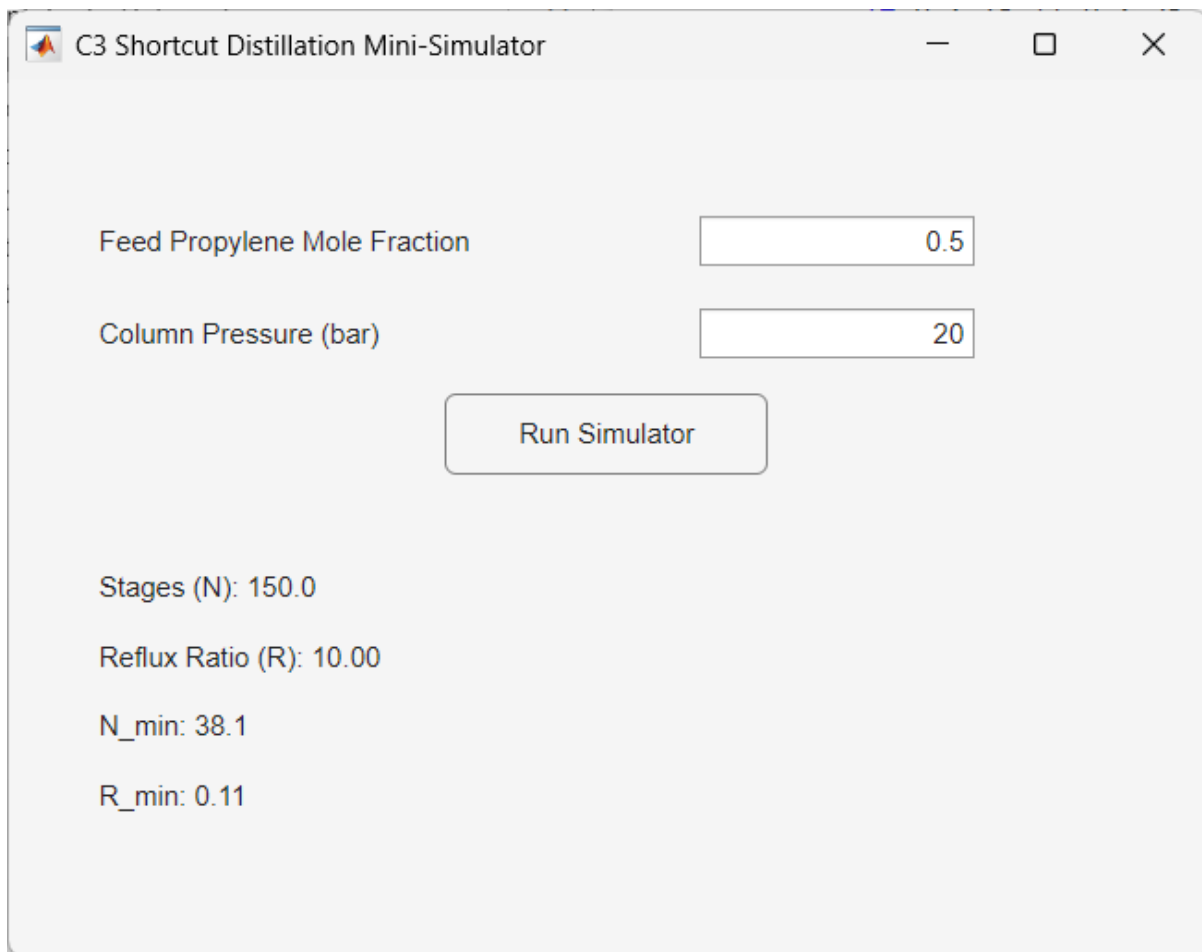 C3 Shortcut Distillation Mini-Simulator
Feed Propylene Mole Fraction 0.5
Column Pressure (bar) 20
Run Simulator
Stages (N): 150.0
Reflux Ratio (R): 10.00
N_min: 38.1
R_min: 0.11